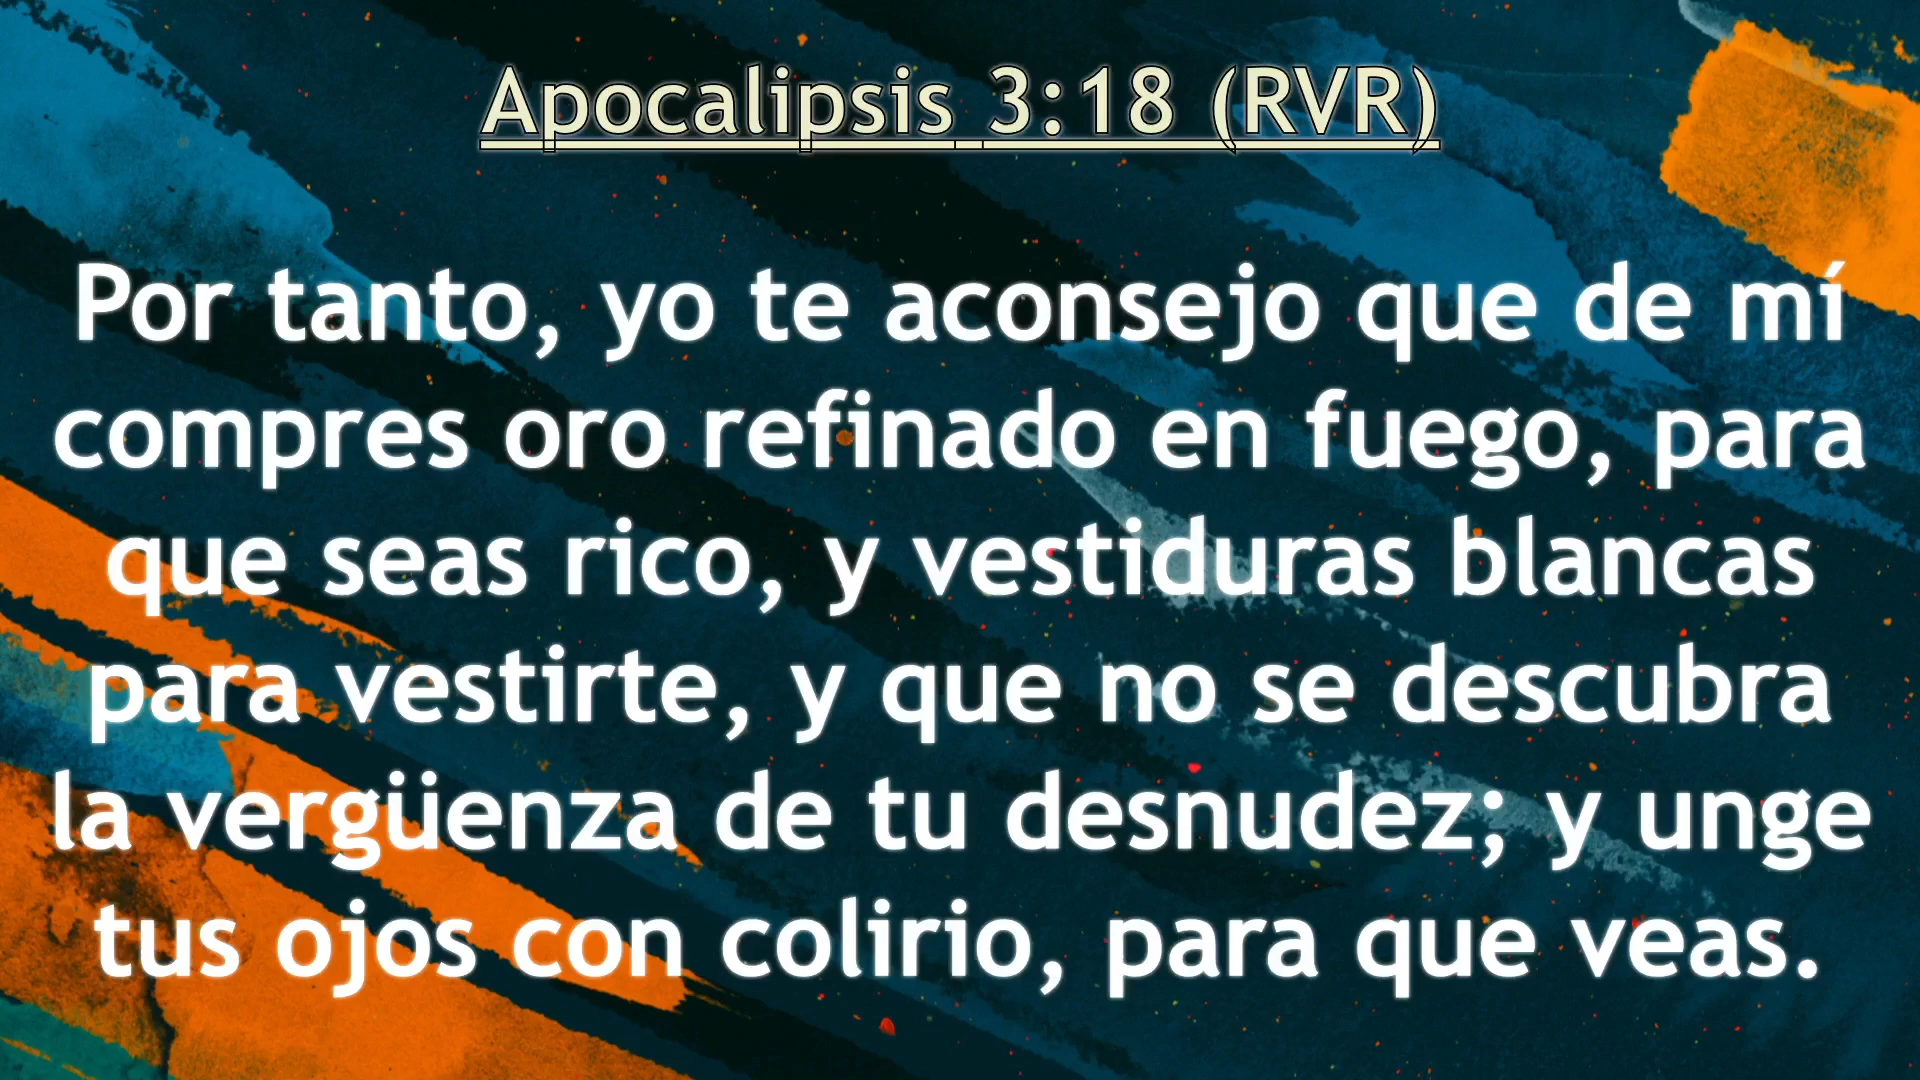 Apocalipsis 3:18 (RVR)
Por tanto, yo te aconsejo que de mí
compres oro refinado en fuego, para
que seas rico, y vestiduras blancas
para vestirte, y que no se descubra
la vergüenza de tu desnudez; y unge
tus ojos con colirio, para que veas.